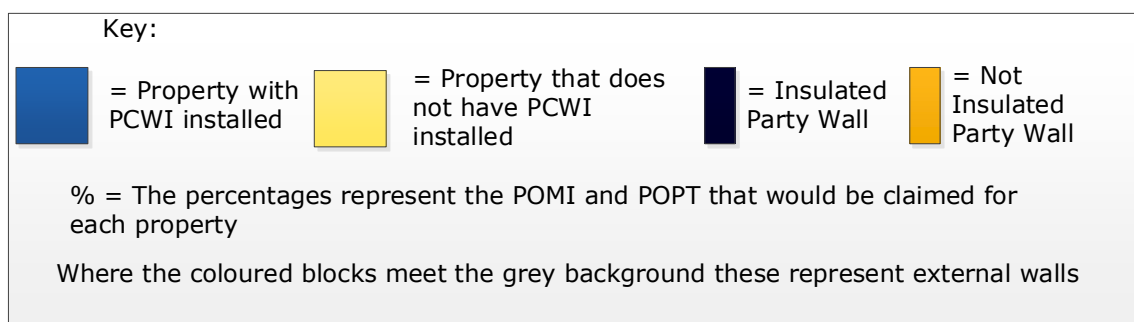 Key:
= Property with
PCWI installed
= Property that does
not have PCWI
installed
= Insulated
Party Wall
= Not
Insulated
Party Wall
% = The percentages represent the POMI and POPT that would be claimed for
each property
Where the coloured blocks meet the grey background these represent external walls